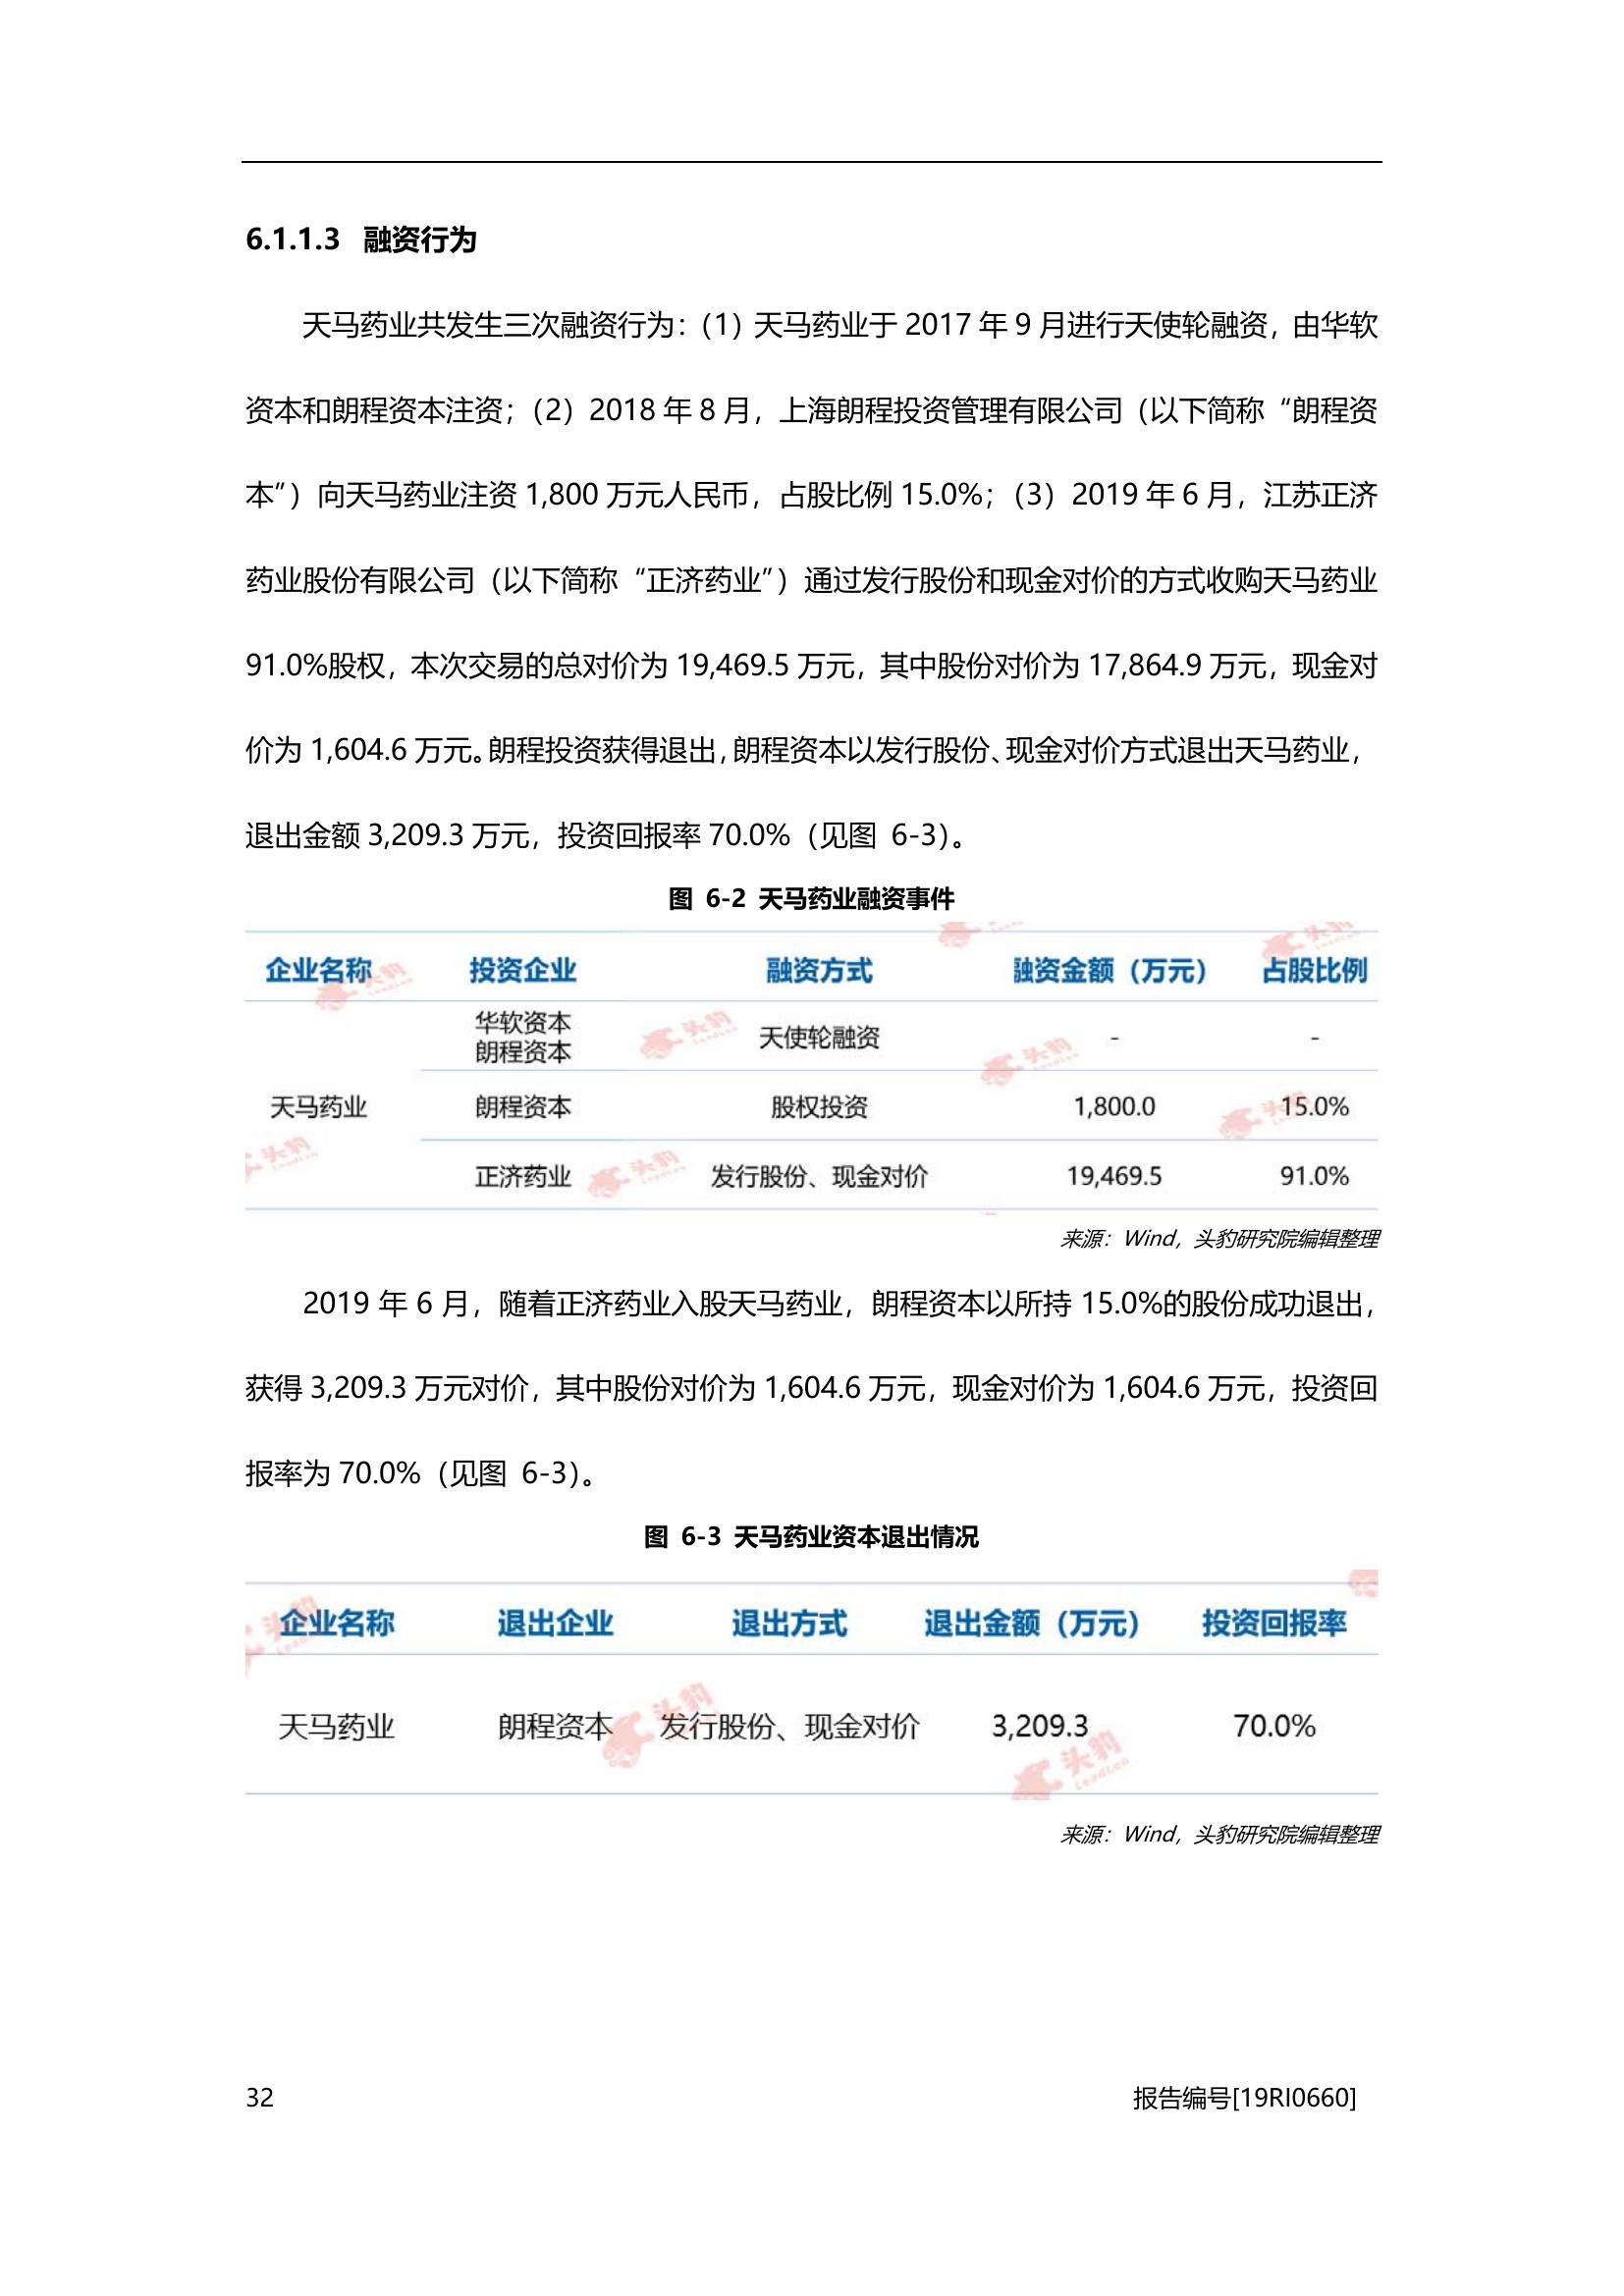 6.1.1.3 融资行为
天马药业共发生三次融资行为：（1）天马药业于 2017 年 9 月进行天使轮融资，由华软
资本和朗程资本注资；（2）2018 年 8 月，上海朗程投资管理有限公司（以下简称“朗程资
本”）向天马药业注资 1,800 万元人民币，占股比例 15.0%；（3）2019 年 6 月，江苏正济
药业股份有限公司（以下简称“正济药业”）通过发行股份和现金对价的方式收购天马药业
91.0%股权，本次交易的总对价为 19,469.5 万元，其中股份对价为 17,864.9 万元，现金对
价为 1,604.6 万元。朗程投资获得退出，朗程资本以发行股份、现金对价方式退出天马药业，
退出金额 3,209.3 万元，投资回报率 70.0%（见图 6-3）。
图 6-2 天马药业融资事件
企业名称 投资企业 融资方式 融资金额（万元） 占股比例
华软资本
朗程资本 天使轮融资 - -
天马药业 朗程资本 股权投资 1,800.0 15.0%
正济药业 发行股份、现金对价 19,469.5 91.0%
来源：Wind，头豹研究院编辑整理
2019 年 6 月，随着正济药业入股天马药业，朗程资本以所持 15.0%的股份成功退出，
获得 3,209.3 万元对价，其中股份对价为 1,604.6 万元，现金对价为 1,604.6 万元，投资回
报率为 70.0%（见图 6-3）。
图 6-3 天马药业资本退出情况
企业名称 退出企业 退出方式 退出金额（万元） 投资回报率
天马药业 朗程资本 发行股份、现金对价 3,209.3 70.0%
来源：Wind，头豹研究院编辑整理
32 报告编号[19RI0660]